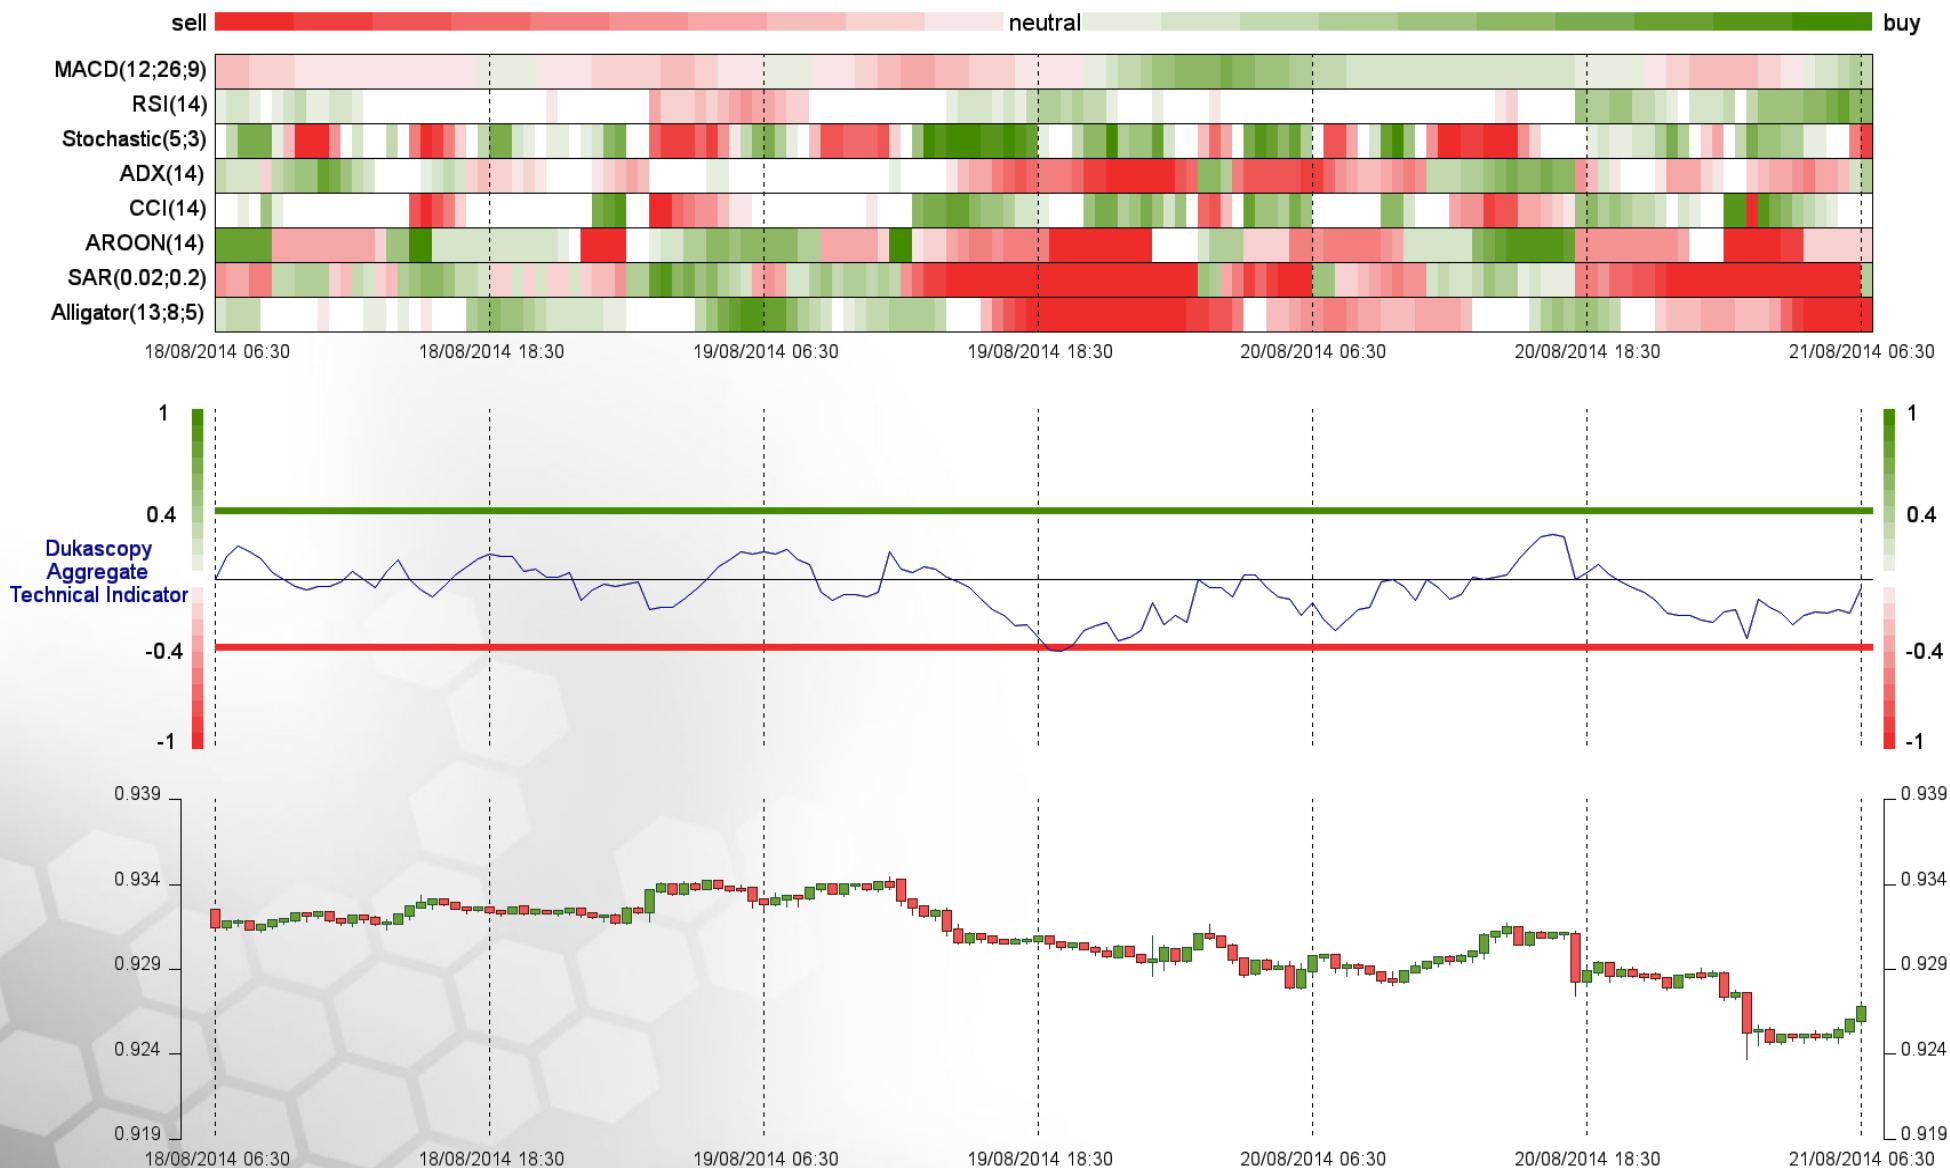 sell neutral buy
MACD(12;26;9)
RSI(14)
Stochastic(5;3)
ADX(14)
CCI(14)
AROON(14)
SAR(0.02;0.2)
Alligator(13;8;5)
18/08/2014 06:30 18/08/2014 18:30 19/08/2014 06:30 19/08/2014 18:30 20/08/2014 06:30 20/08/2014 18:30 21/08/2014 06:30
1 1
0.4 0.4
Dukascopy
Aggregate
Technical Indicator
-0.4 -0.4
-1 -1
0.939 0.939
0.934 0.934
0.929 0.929
0.924 0.924
0.919 0.919
18/08/2014 06:30 18/08/2014 18:30 19/08/2014 06:30 19/08/2014 18:30 20/08/2014 06:30 20/08/2014 18:30 21/08/2014 06:30